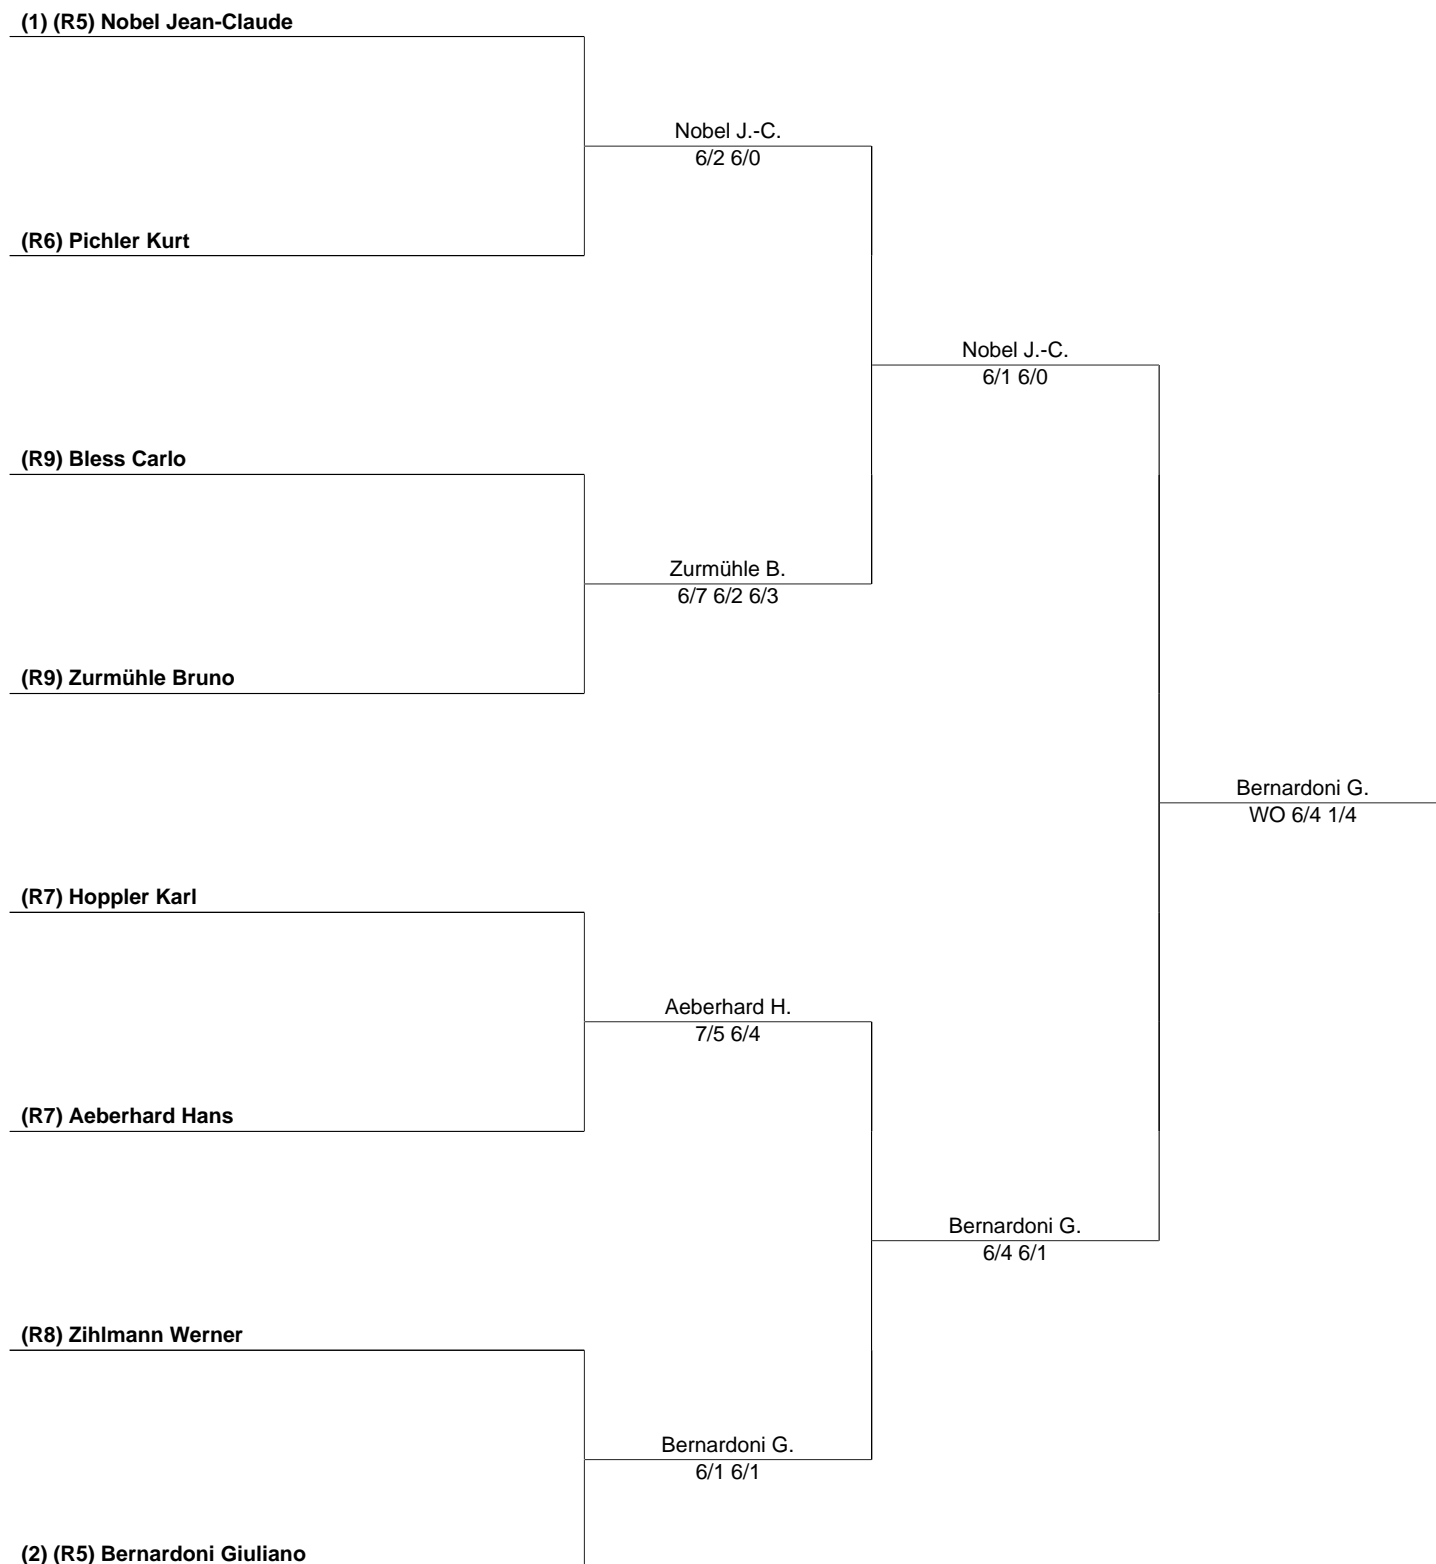 (1) (R5) Nobel Jean-Claude
Nobel J.-C.
6/2 6/0
(R6) Pichler Kurt
Nobel J.-C.
6/1 6/0
(R9) Bless Carlo
Zurmühle B.
6/7 6/2 6/3
(R9) Zurmühle Bruno
Bernardoni G.
WO 6/4 1/4
(R7) Hoppler Karl
Aeberhard H.
7/5 6/4
(R7) Aeberhard Hans
Bernardoni G.
6/4 6/1
(R8) Zihlmann Werner
Bernardoni G.
6/1 6/1
(2) (R5) Bernardoni Giuliano